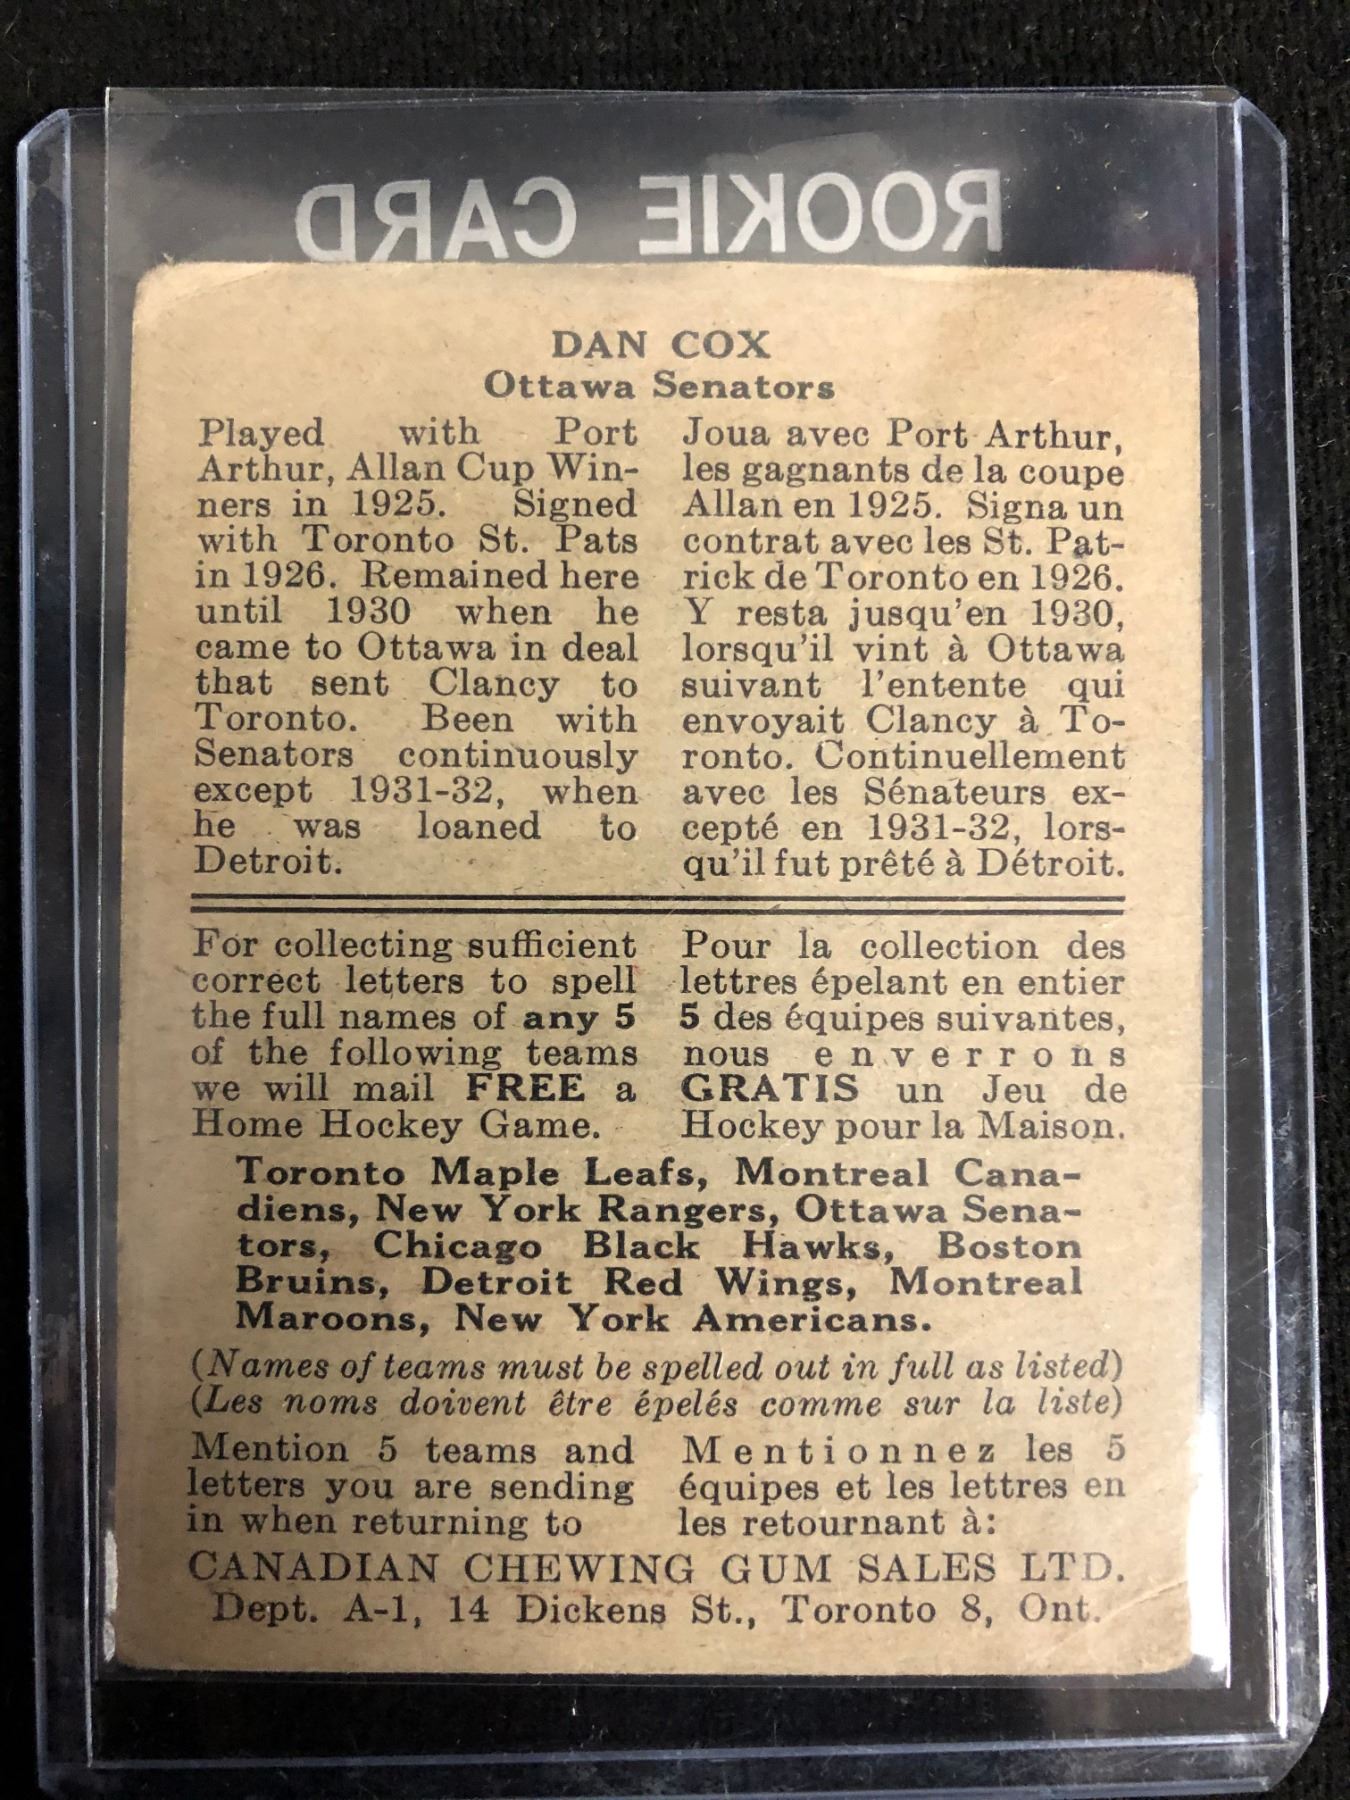 ROOKIE CARD
DAN COX
Ottawa Senators
Played with Port
Arthur, Allan Cup Win-
ners in 1925. Signed
with Toronto St. Pats
in 1926. Remained here
until 1930 when he
came to Ottawa in deal
that sent Clancy to
Toronto. Been with
Senators continuously
except 1931-32, when
he was loaned to
Detroit.
Joua avec Port Arthur,
les gagnants de la coupe
Allan en 1925. Signa un
contrat avec les St. Pat-
rick de Toronto en 1926.
Y resta jusqu'en 1930,
lorsqu'il vint à Ottawa
suivant l'entente qui
envoyait Clancy à To-
ronto. Continuellement
avec les Sénateurs ex-
cepté en 1931-32, lors-
qu'il fut prêté à Détroit.
For collecting sufficient
correct letters to spell
the full names of any 5
of the following teams
we will mail FREE a
Home Hockey Game.
Pour la collection des
lettres épelant en entier
5 des équipes suivantes,
nous enverrons
GRATIS un Jeu de
Hockey pour la Maison.
Toronto Maple Leafs, Montreal Cana-
diens, New York Rangers, Ottawa Sena-
tors, Chicago Black Hawks, Boston
Bruins, Detroit Red Wings, Montreal
Maroons, New York Americans.
(Names of teams must be spelled out in full as listed)
(Les noms doivent être épelés comme sur la liste)
Mention 5 teams and
letters you are sending
in when returning to
Mentionnez les 5
équipes et les lettres en
les retournant à:
CANADIAN CHEWING GUM SALES LTD.
Dept. A-1, 14 Dickens St., Toronto 8, Ont.